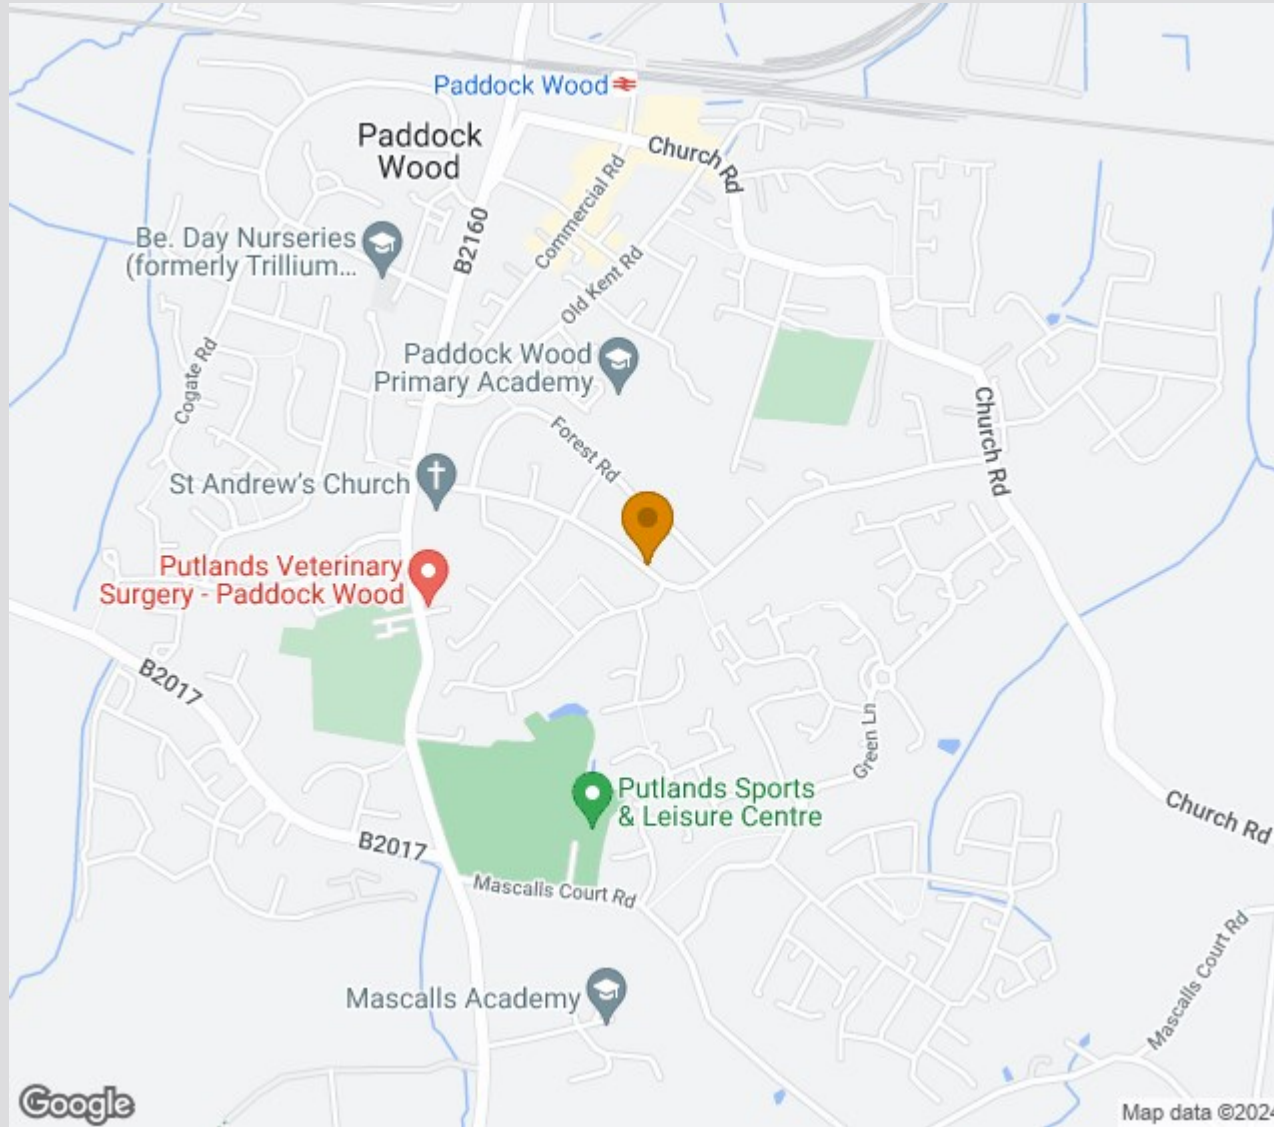 Paddock Wood
Paddock
Wood
Church Rd
Commercial Rd
B2160
Be. Day Nurseries
(formerly Trillium...
Old Kent Rd
Cogate Rd
Paddock Wood
Primary Academy
Church Rd
Forest Rd
St Andrew's Church
Putlands Veterinary
Surgery - Paddock Wood
B2017
Green Ln
Putlands Sports
& Leisure Centre
Church Rd
B2017
Mascalls Court Rd
Mascalls Court Rd
Mascalls Academy
Google
Map data ©2024